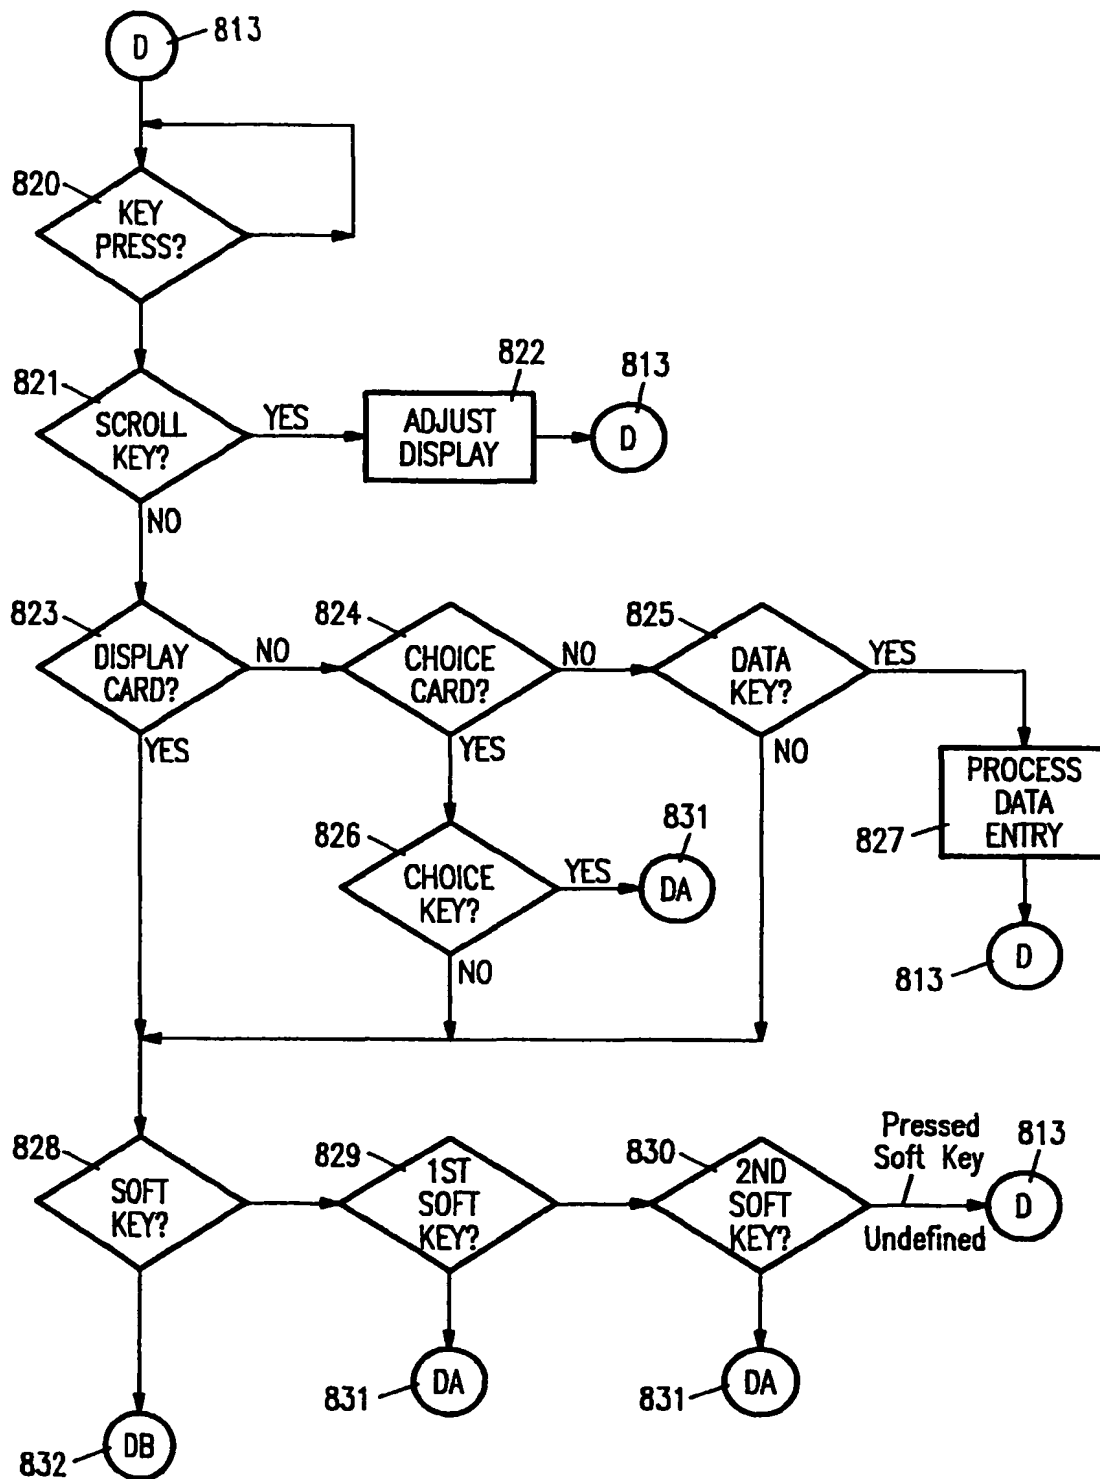 D
813
820
KEY
PRESS?
821
SCROLL
KEY?
YES
NO
822
ADJUST
DISPLAY
813
D
823
DISPLAY
CARD?
NO
YES
824
CHOICE
CARD?
NO
YES
825
DATA
KEY?
YES
NO
PROCESS
DATA
ENTRY
827
826
CHOICE
KEY?
YES
NO
831
DA
813
D
828
SOFT
KEY?
829
1ST
SOFT
KEY?
830
2ND
SOFT
KEY?
Pressed
Soft Key
Undefined
813
D
831
DA
831
DA
832
DB